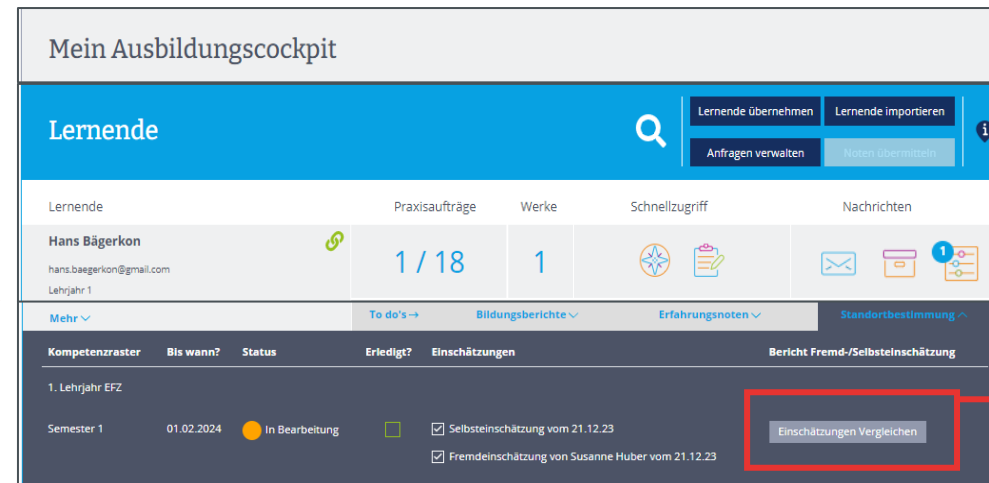 Mein Ausbildungscockpit
Lernende
Lernende übernehmen
Lernende importieren
Anfragen verwalten
Noten übermitteln
i
Lernende
Praxisaufträge
Werke
Schnellzugriff
Nachrichten
Hans Bägerkon
hans.baegerkon@gmail.com
Lehrjahr 1
1 / 18
1
1
Mehr
To do's→
Bildungsberichte
Erfahrungsnoten
Standortbestimmung
Kompetenzraster
Bis wann?
Status
Erledigt?
Einschätzungen
Bericht Fremd-/Selbsteinschätzung
1. Lehrjahr EFZ
Semester 1
01.02.2024
In Bearbeitung
Selbsteinschätzung vom 21.12.23
Einschätzungen Vergleichen
Fremdeinschätzung von Susanne Huber vom 21.12.23